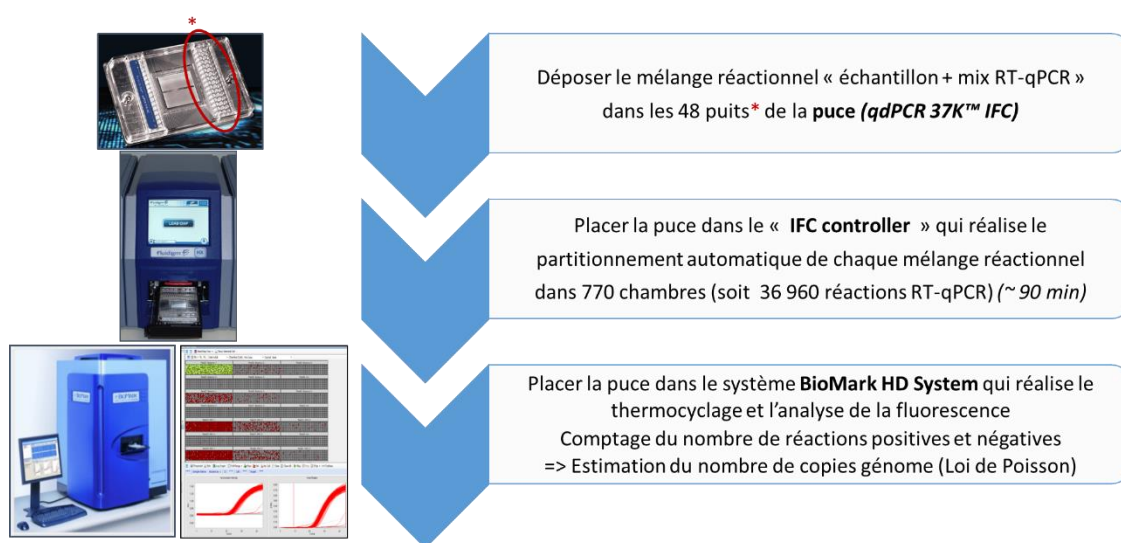 *
Déposer le mélange réactionnel « échantillon + mix RT-qPCR »
dans les 48 puits* de la puce (qdPCR 37K™ IFC)
Fluidigm
Placer la puce dans le « IFC controller » qui réalise le
partitionnement automatique de chaque mélange réactionnel
dans 770 chambres (soit 36 960 réactions RT-qPCR) (~ 90 min)
Placer la puce dans le système BioMark HD System qui réalise le
thermocyclage et l’analyse de la fluorescence
Comptage du nombre de réactions positives et négatives
=> Estimation du nombre de copies génome (Loi de Poisson)